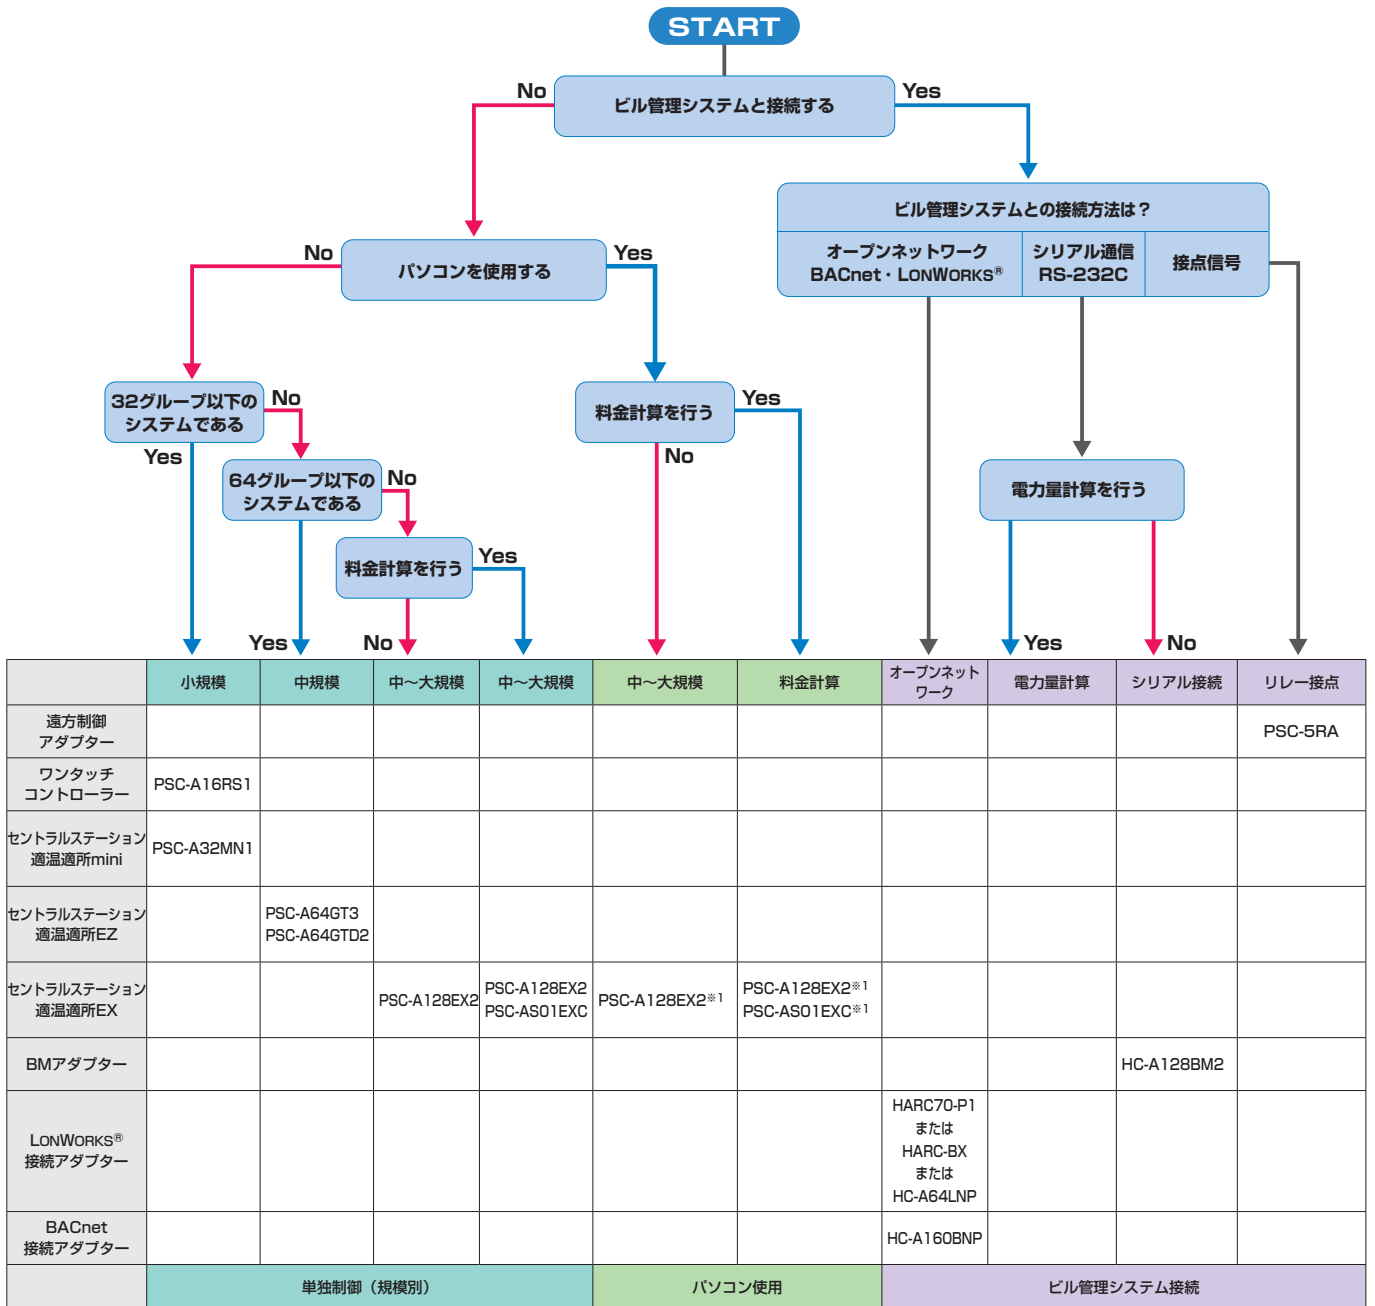 START
No
Yes
ビル管理システムと接続する
ビル管理システムとの接続方法は？
オープンネットワーク
BACnet・LONWORKS®
シリアル通信
RS-232C
接点信号
No
Yes
パソコンを使用する
32グループ以下の
システムである
No
Yes
料金計算を行う
Yes
No
64グループ以下の
システムである
No
電力量計算を行う
料金計算を行う
Yes
Yes
No
Yes
No
小規模
中規模
中〜大規模
中〜大規模
中〜大規模
料金計算
オープンネット
ワーク
電力量計算
シリアル接続
リレー接点
遠方制御
アダプター
PSC-5RA
ワンタッチ
コントローラー
PSC-A16RS1
セントラルステーション
適温適所mini
PSC-A32MN1
セントラルステーション
適温適所EZ
PSC-A64GT3
PSC-A64GTD2
セントラルステーション
適温適所EX
PSC-A128EX2
PSC-A128EX2
PSC-AS01EXC
PSC-A128EX2※1
PSC-A128EX2※1
PSC-AS01EXC※1
BMアダプター
HC-A128BM2
LONWORKS®
接続アダプター
HARC70-P1
または
HARC-BX
または
HC-A64LNP
BACnet
接続アダプター
HC-A160BNP
単独制御（規模別）
パソコン使用
ビル管理システム接続